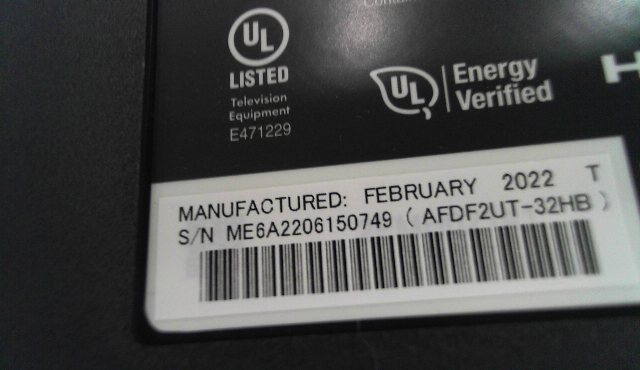 UL
LISTED
Television
Equipment
E471229
UL
Energy
Verified
MANUFACTURED: FEBRUARY 2022 T
S/N ME6A2206150749 ( AFDF2UT-32HB )